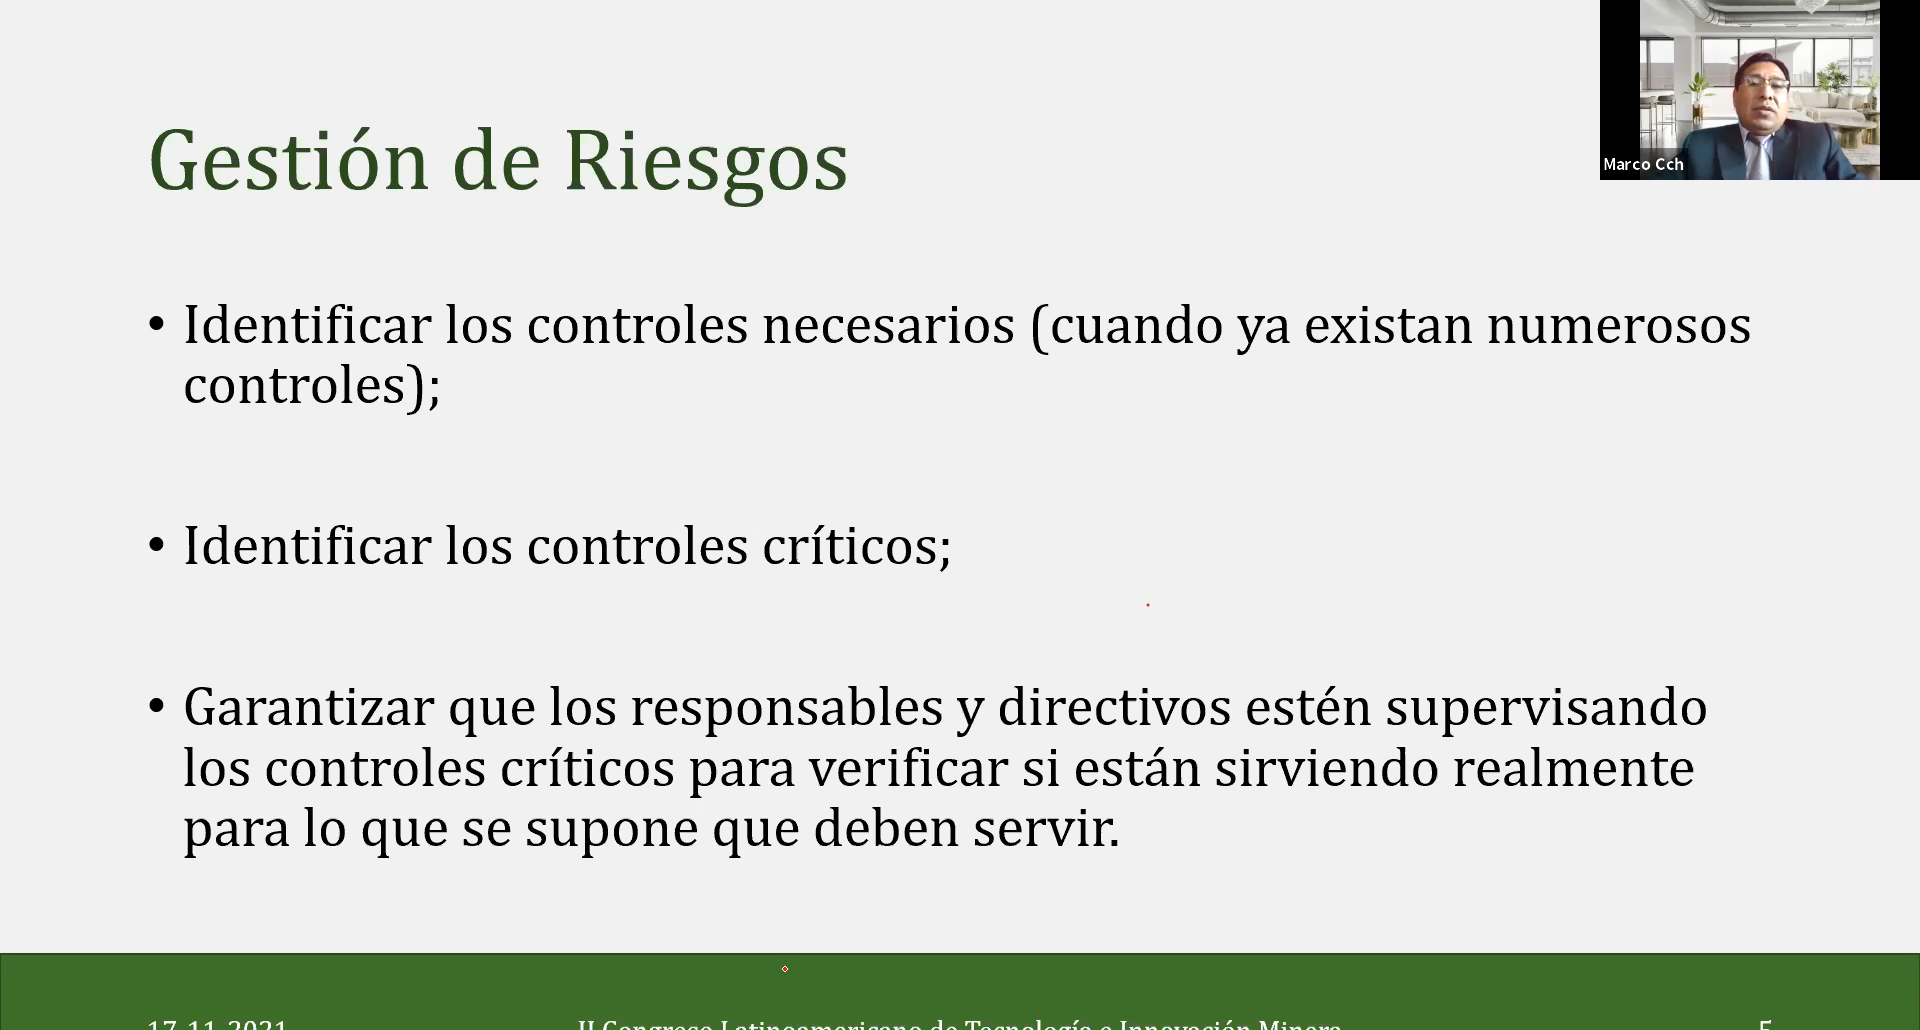 Gestión de Riesgos
Marco Cch
• Identificar los controles necesarios (cuando ya existan numerosos
controles);
• Identificar los controles críticos;
• Garantizar que los responsables y directivos estén supervisando
los controles críticos para verificar si están sirviendo realmente
para lo que se supone que deben servir.
17-11-2021
II Congreso Latinoamericano de Tecnología e Innovación Minera
5